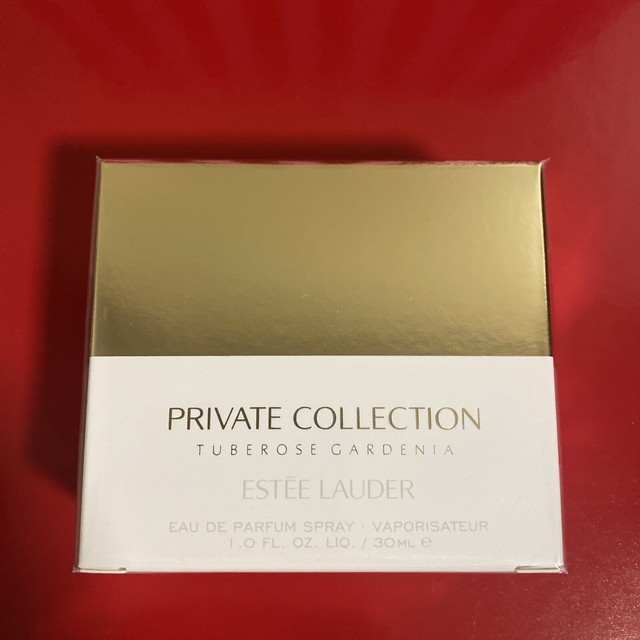 PRIVATE COLLECTION
TUBEROSE GARDENIA
ESTĒE LAUDER
EAU DE PARFUM SPRAY · VAPORISATEUR
1.0 FL. OZ. LIQ. / 30ML ℮